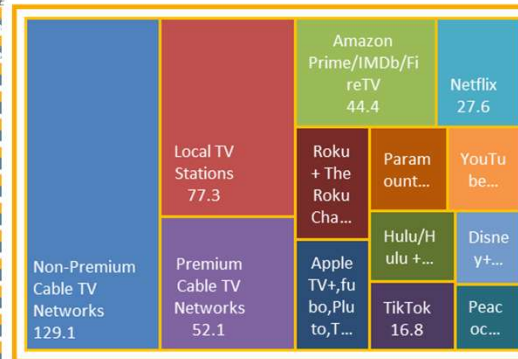 Non-Premium
Cable TV
Networks
129.1
Local TV
Stations
77.3
Premium
Cable TV
Networks
52.1
Amazon
Prime/IMDb/Fi
reTV
44.4
Netflix
27.6
Roku
+ The
Roku
Cha...
Param
ount...
YouTu
be...
Apple
TV+,fu
bo,Plu
to,T...
Hulu/H
ulu +...
Disne
y+...
TikTok
16.8
Peac
oc...